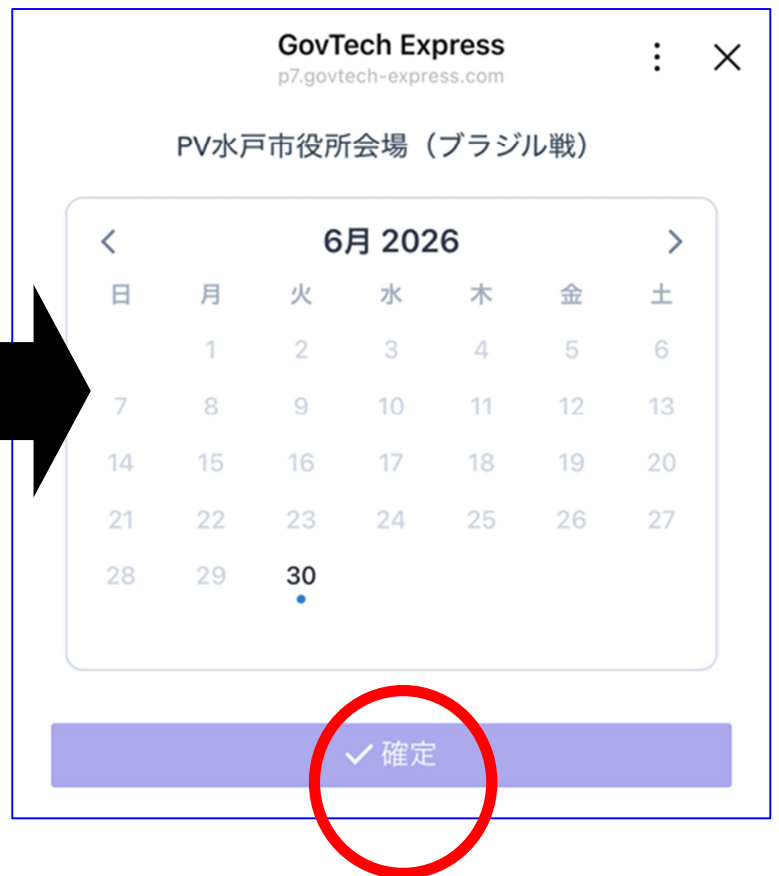 GovTech Express
p7.govtech-express.com
PV水戸市役所会場（ブラジル戦）
6月 2026
日 月 火 水 木 金 土
1 2 3 4 5 6
7 8 9 10 11 12 13
14 15 16 17 18 19 20
21 22 23 24 25 26 27
28 29 30
確定